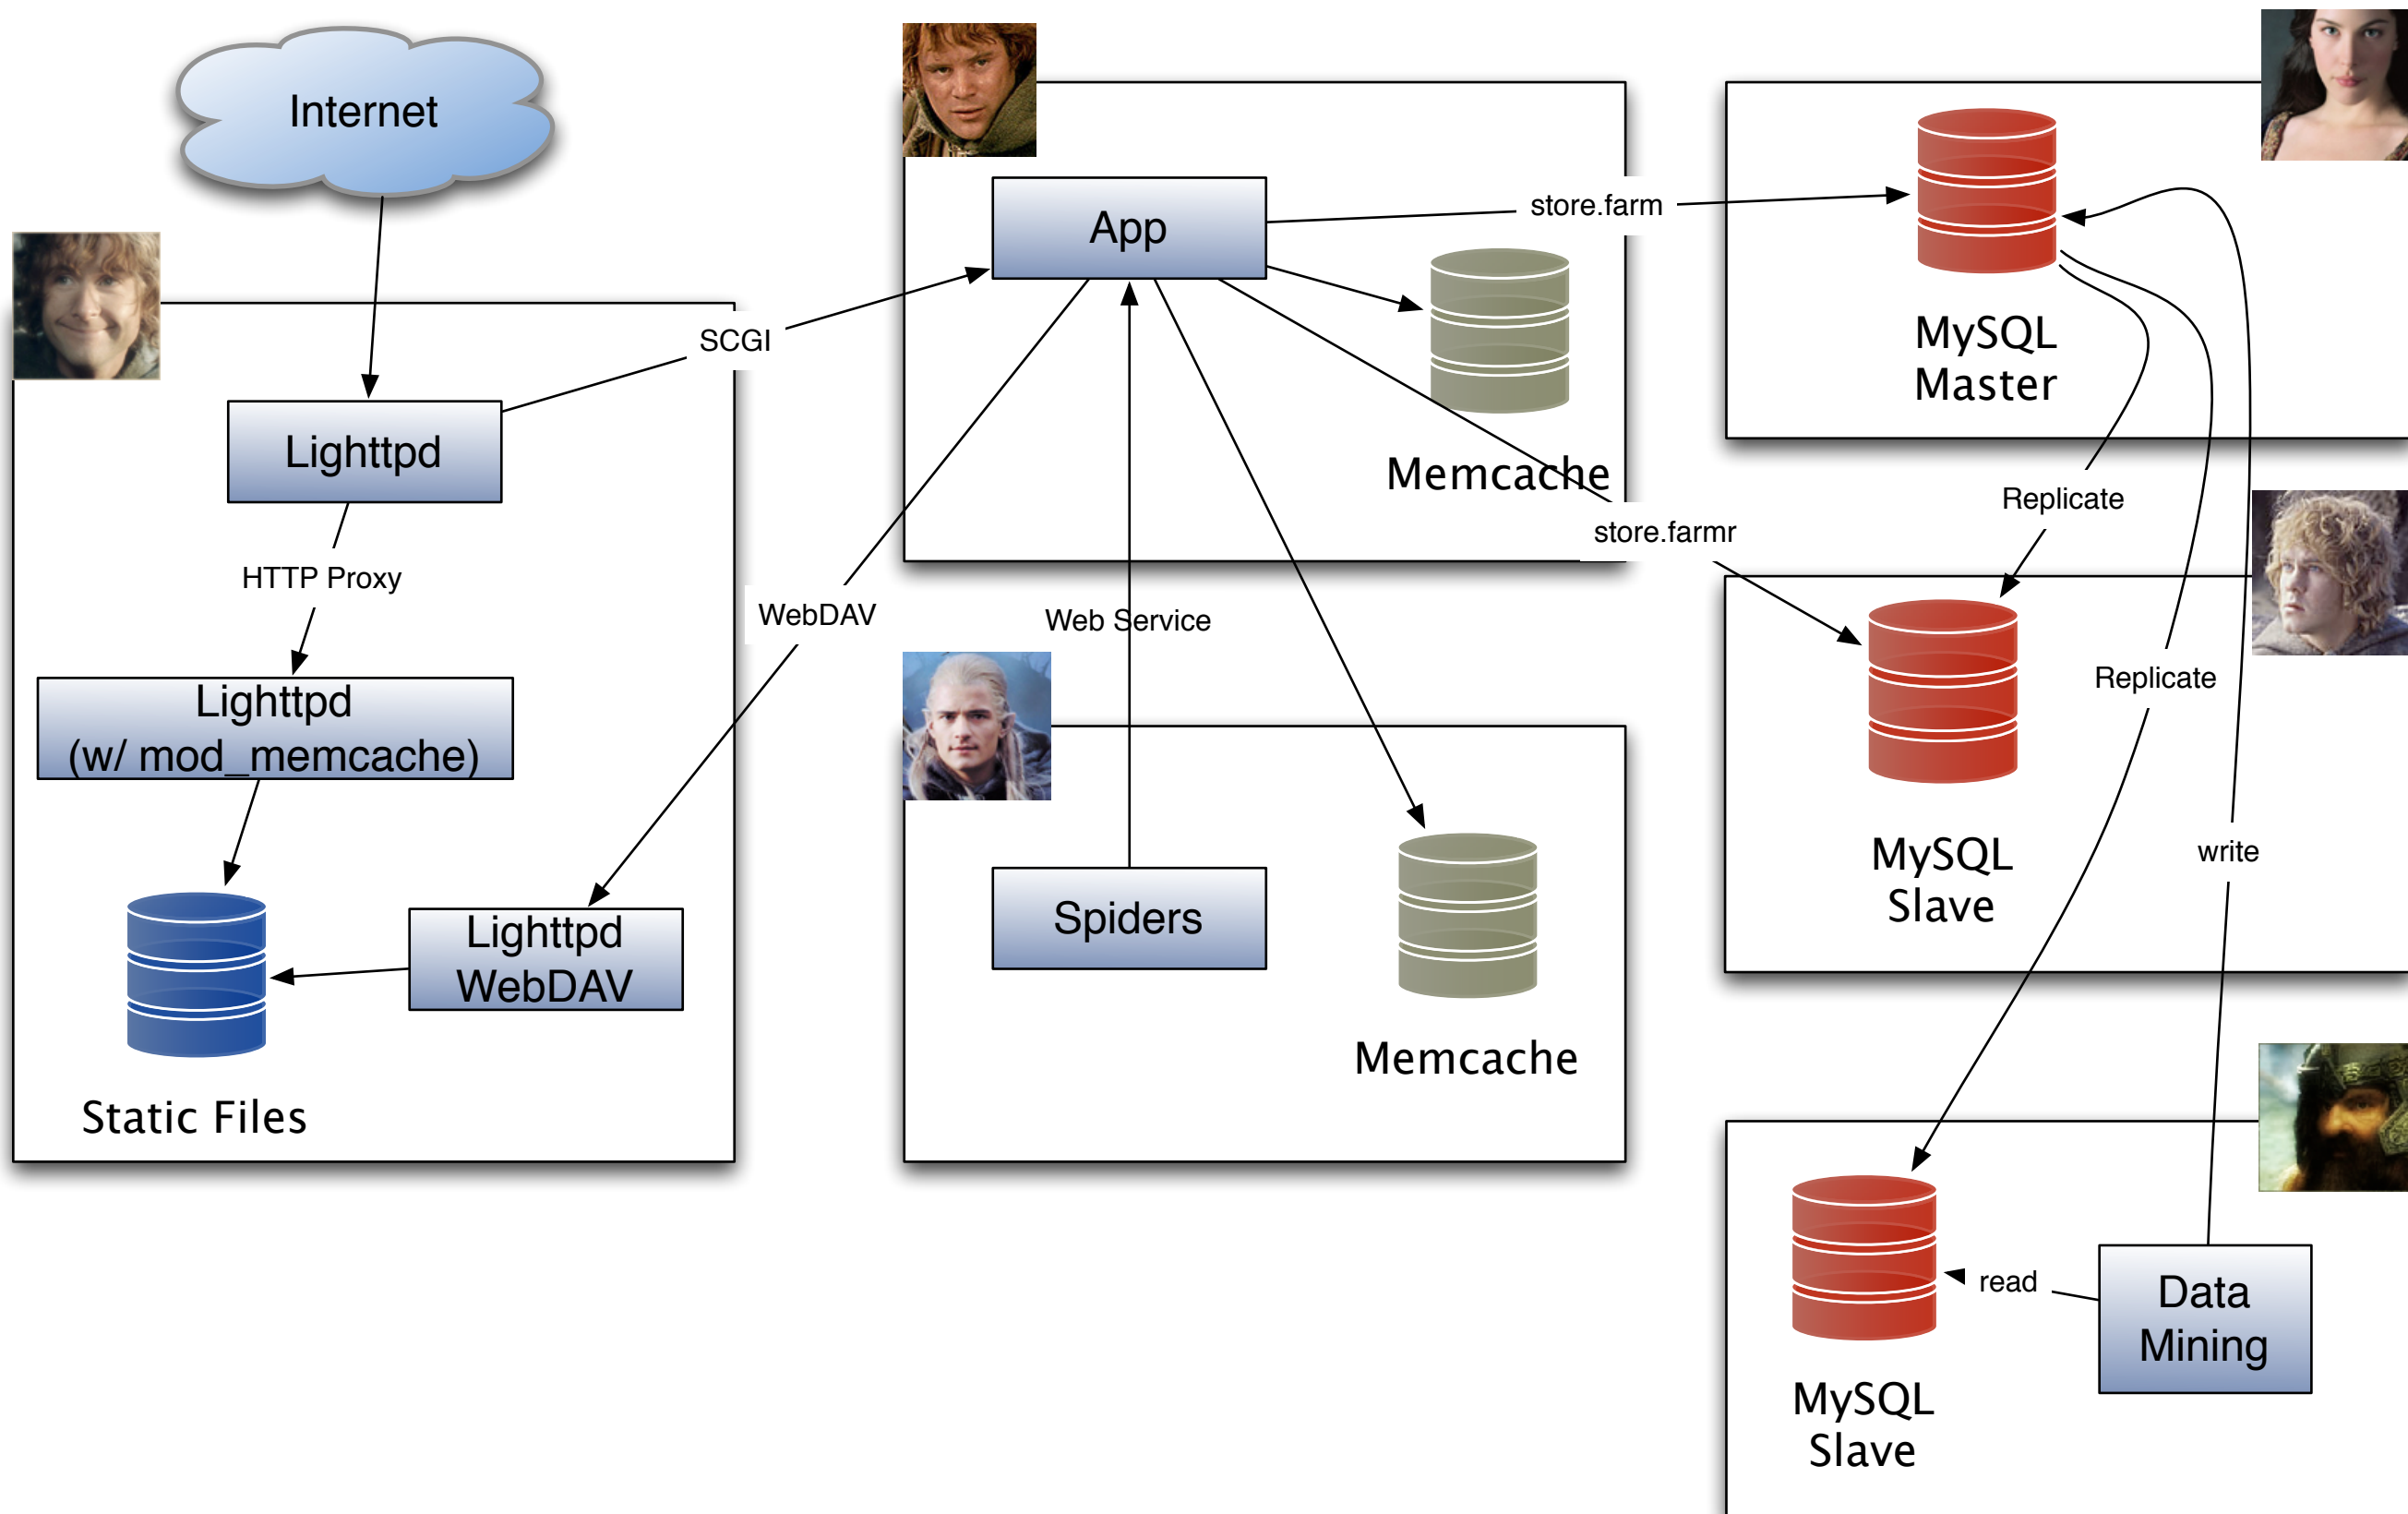 Internet
App
store.farm
SCGI
MySQL
Master
Lighttpd
Memcache
Replicate
store.farmr
HTTP Proxy
WebDAV
Web Service
Replicate
Lighttpd
(w/ mod_memcache)
MySQL
Slave
write
Spiders
Lighttpd
WebDAV
Memcache
Static Files
read
Data
Mining
MySQL
Slave